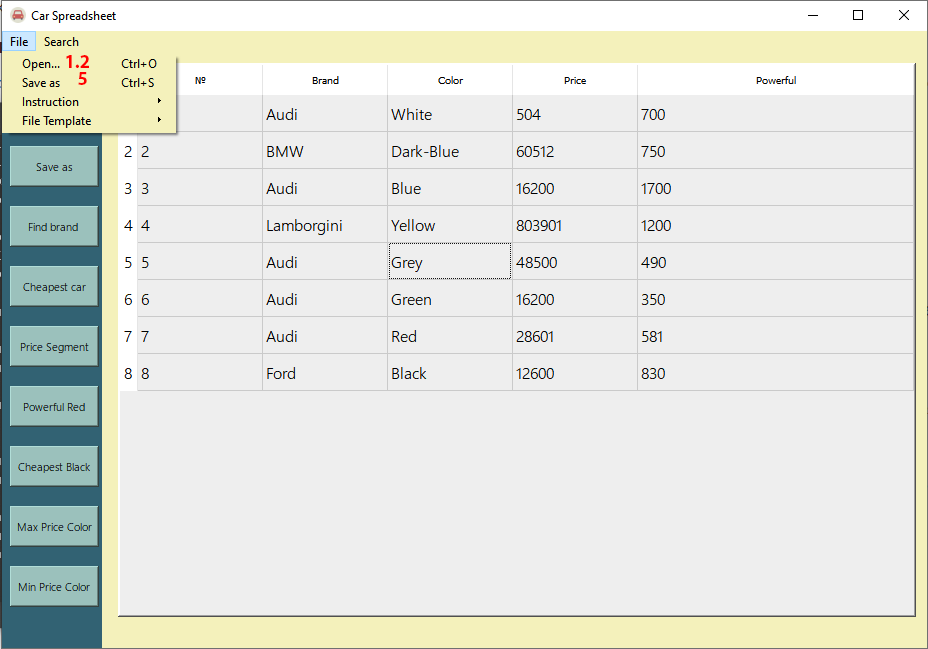 Car Spreadsheet
File Search
Open... 1.2 Ctrl+O
Save as 5 Ctrl+S
Instruction
File Template
№ Brand Color Price Powerful
Audi White 504 700
2 2 BMW Dark-Blue 60512 750
3 3 Audi Blue 16200 1700
4 4 Lamborgini Yellow 803901 1200
5 5 Audi Grey 48500 490
6 6 Audi Green 16200 350
7 7 Audi Red 28601 581
8 8 Ford Black 12600 830
Save as
Find brand
Cheapest car
Price Segment
Powerful Red
Cheapest Black
Max Price Color
Min Price Color